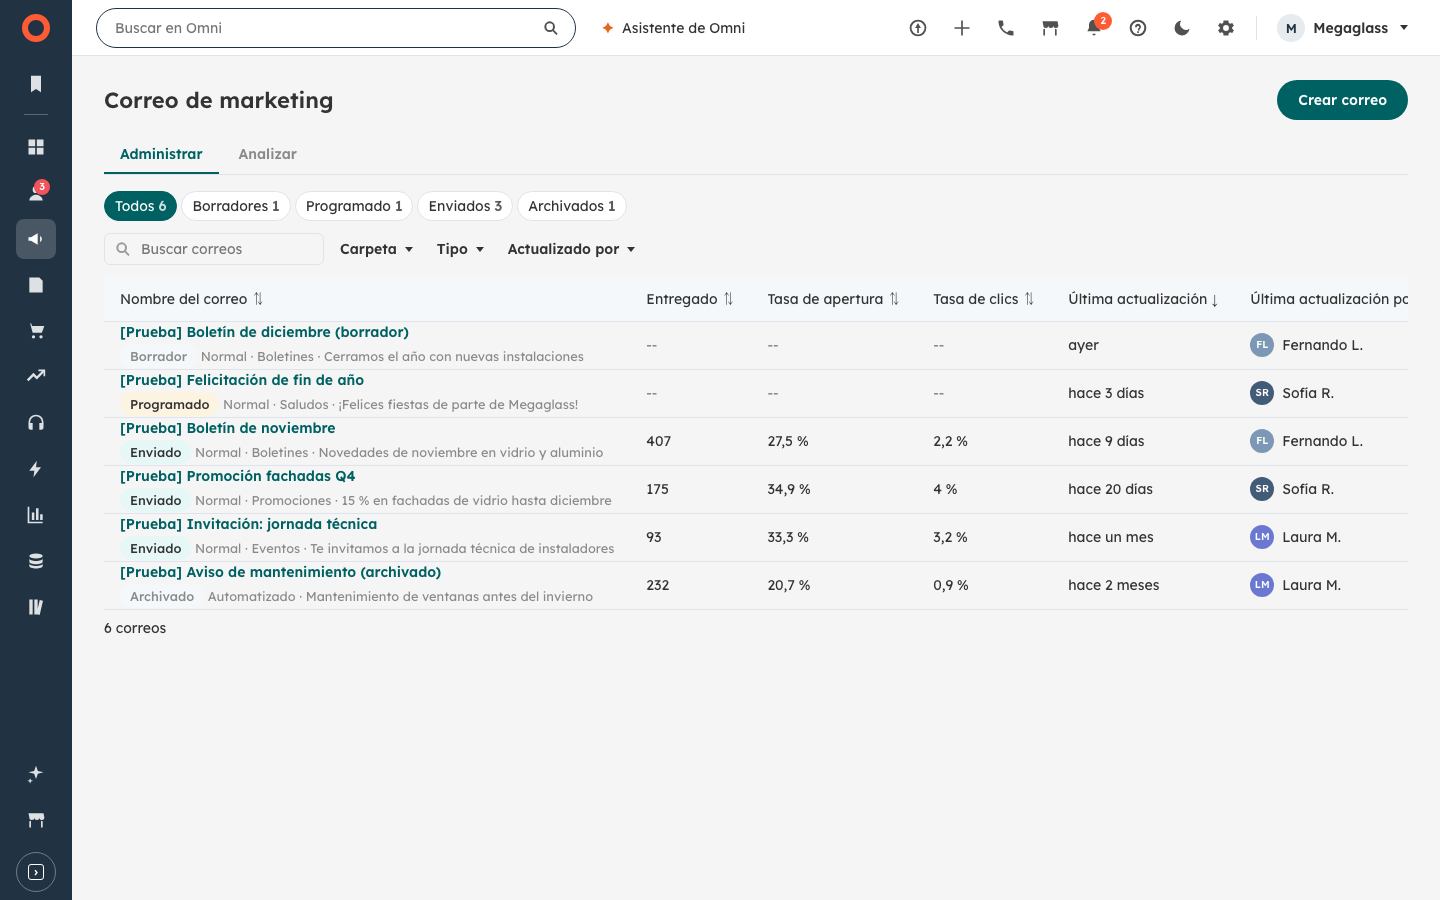 Buscar en Omni
Asistente de Omni
2
M
Megaglass
3
Correo de marketing
Crear correo
Administrar
Analizar
Todos 6
Borradores 1
Programado 1
Enviados 3
Archivados 1
Buscar correos
Carpeta
Tipo
Actualizado por
Nombre del correo
Entregado
Tasa de apertura
Tasa de clics
Última actualización ↓
Última actualización po
[Prueba] Boletín de diciembre (borrador)
Borrador Normal · Boletines · Cerramos el año con nuevas instalaciones
--
--
--
ayer
FL Fernando L.
[Prueba] Felicitación de fin de año
Programado Normal · Saludos · ¡Felices fiestas de parte de Megaglass!
--
--
--
hace 3 días
SR Sofía R.
[Prueba] Boletín de noviembre
Enviado Normal · Boletines · Novedades de noviembre en vidrio y aluminio
407
27,5 %
2,2 %
hace 9 días
FL Fernando L.
[Prueba] Promoción fachadas Q4
Enviado Normal · Promociones · 15 % en fachadas de vidrio hasta diciembre
175
34,9 %
4 %
hace 20 días
SR Sofía R.
[Prueba] Invitación: jornada técnica
Enviado Normal · Eventos · Te invitamos a la jornada técnica de instaladores
93
33,3 %
3,2 %
hace un mes
LM Laura M.
[Prueba] Aviso de mantenimiento (archivado)
Archivado Automatizado · Mantenimiento de ventanas antes del invierno
232
20,7 %
0,9 %
hace 2 meses
LM Laura M.
6 correos